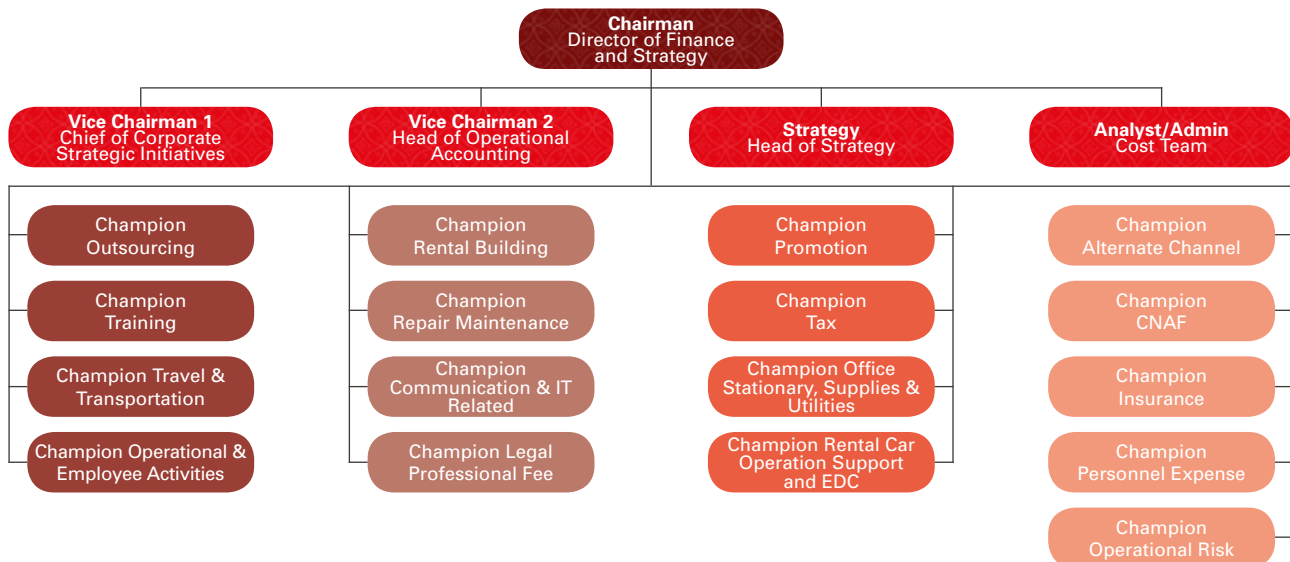 Chairman
Director of Finance
and Strategy
Vice Chairman 1
Chief of Corporate
Strategic Initiatives
Vice Chairman 2
Head of Operational
Accounting
Strategy
Head of Strategy
Analyst/Admin
Cost Team
Champion
Outsourcing
Champion
Training
Champion Travel &
Transportation
Champion Operational &
Employee Activities
Champion
Rental Building
Champion
Repair Maintenance
Champion
Communication & IT
Related
Champion Legal
Professional Fee
Champion
Promotion
Champion
Tax
Champion Office
Stationary, Supplies &
Utilities
Champion Rental Car
Operation Support
and EDC
Champion
Alternate Channel
Champion
CNAF
Champion
Insurance
Champion
Personnel Expense
Champion
Operational Risk